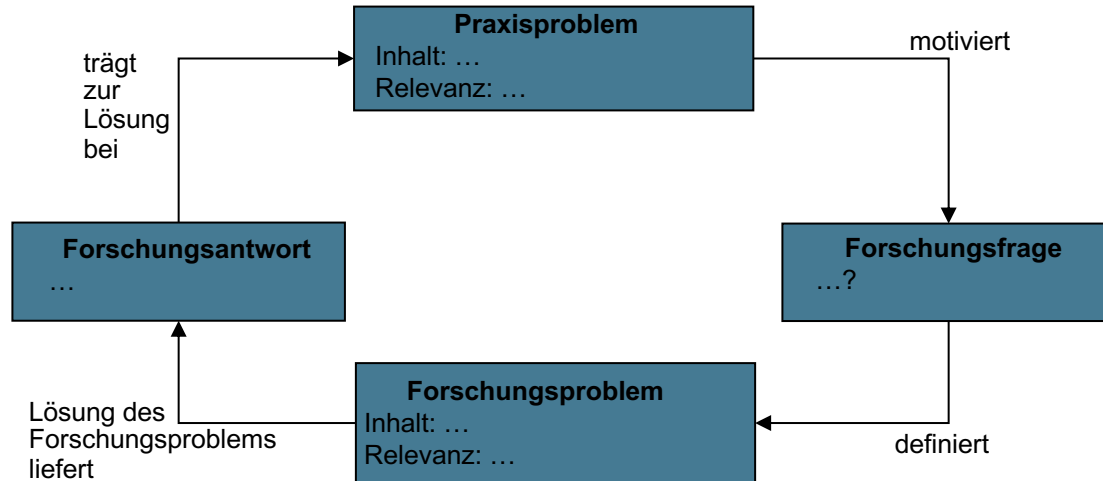 Praxisproblem
Inhalt: …
Relevanz: …
motiviert
Forschungsfrage
…?
definiert
Forschungsproblem
Inhalt: …
Relevanz: …
Lösung des
Forschungsproblems
liefert
Forschungsantwort
…
trägt
zur
Lösung
bei